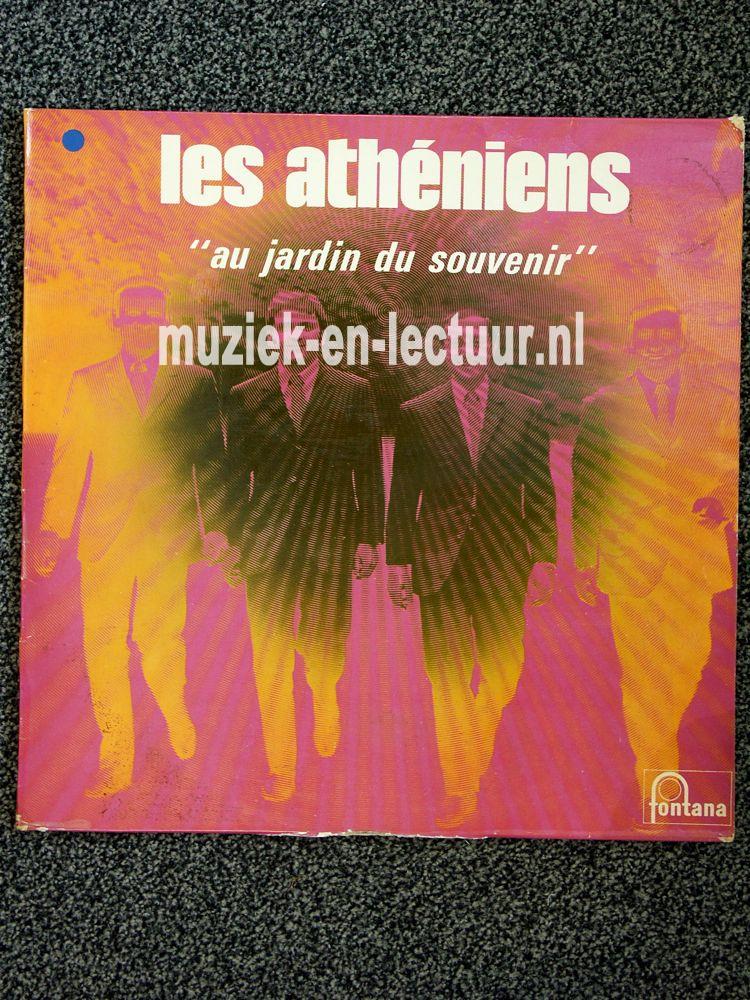 les athéniens
"au jardin du souvenir"
muziek-en-lectuur.nl
fontana